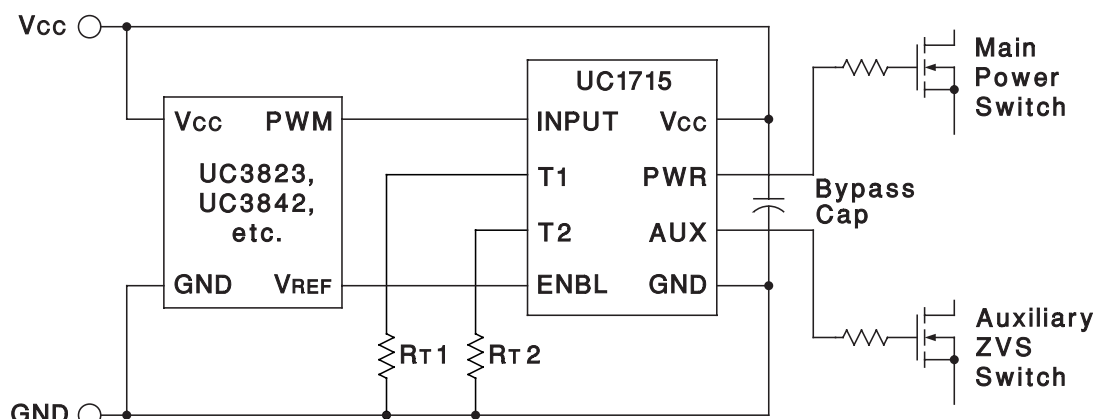 Vcc
UC1715
Main
Power
Switch
Vcc PWM
INPUT Vcc
UC3823,
UC3842,
etc.
T1 PWR
Bypass
Cap
T2 AUX
GND VREF
ENBL GND
RT1 RT2
Auxiliary
ZVS
Switch
GND